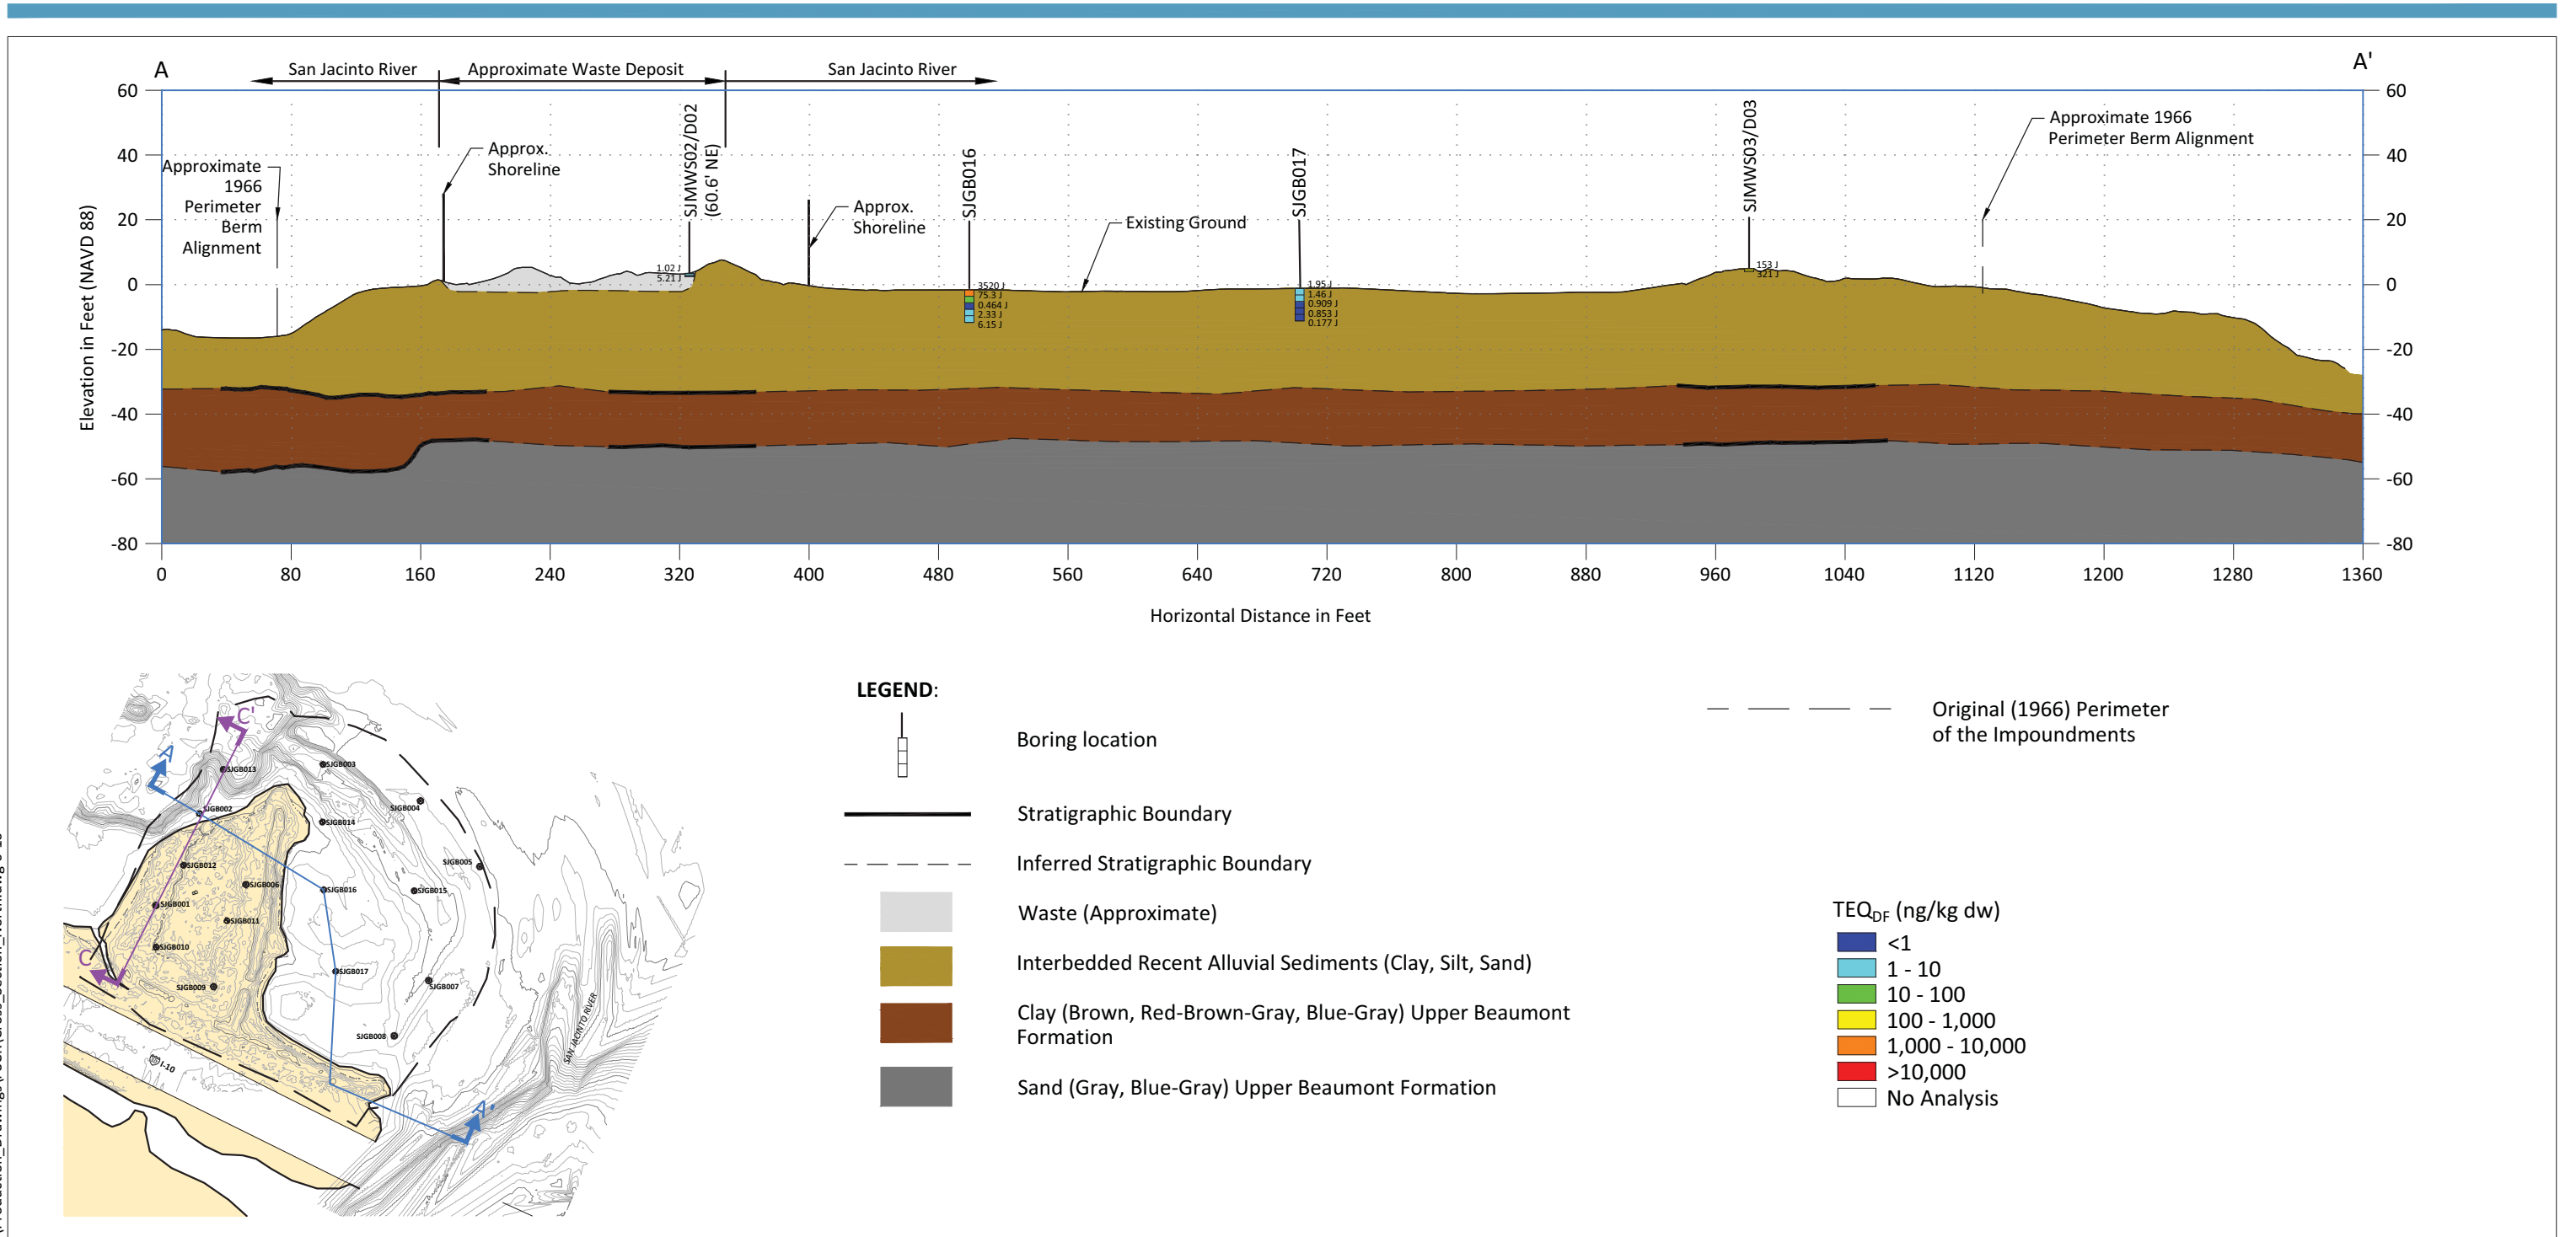 A
San Jacinto River
Approximate Waste Deposit
San Jacinto River
A'
60
40
20
0
-20
-40
-60
-80
Elevation in Feet (NAVD 88)
Approximate
1966
Perimeter
Berm
Alignment
Approx.
Shoreline
SJMWS02/D02
(60.6' NE)
1.02 J
5.21 J
Approx.
Shoreline
SJGB016
3520 J
75.3 J
0.464 J
2.33 J
6.15 J
Existing Ground
SJGB017
1.95 J
1.46 J
0.909 J
0.853 J
0.177 J
SJMWS03/D03
153 J
321 J
Approximate 1966
Perimeter Berm Alignment
60
40
20
0
-20
-40
-60
-80
0 80 160 240 320 400 480 560 640 720 800 880 960 1040 1120 1200 1280 1360
Horizontal Distance in Feet
C'
A
SJGB013
SJGB003
SJGB002
SJGB004
SJGB014
SJGB012
SJGB005
SJGB006
SJGB016
SJGB015
SJGB001
SJGB011
SJGB010
C
SJGB017
SJGB009
SJGB007
SJGB008
I-10
SAN JACINTO RIVER
A'
LEGEND:
Boring location
Stratigraphic Boundary
Inferred Stratigraphic Boundary
Waste (Approximate)
Interbedded Recent Alluvial Sediments (Clay, Silt, Sand)
Clay (Brown, Red-Brown-Gray, Blue-Gray) Upper Beaumont
Formation
Sand (Gray, Blue-Gray) Upper Beaumont Formation
Original (1966) Perimeter
of the Impoundments
TEQDF (ng/kg dw)
<1
1 - 10
10 - 100
100 - 1,000
1,000 - 10,000
>10,000
No Analysis